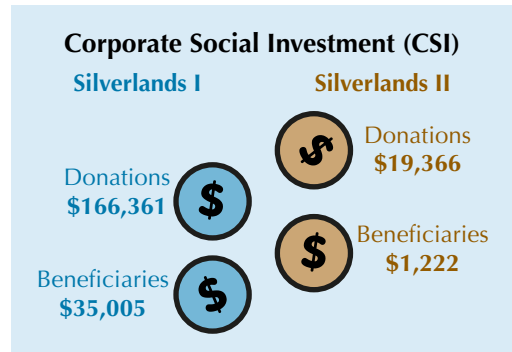 Corporate Social Investment (CSI)
Silverlands I
Donations
$166,361
Beneficiaries
$35,005
Silverlands II
Donations
$19,366
Beneficiaries
$1,222
$
$
$
$